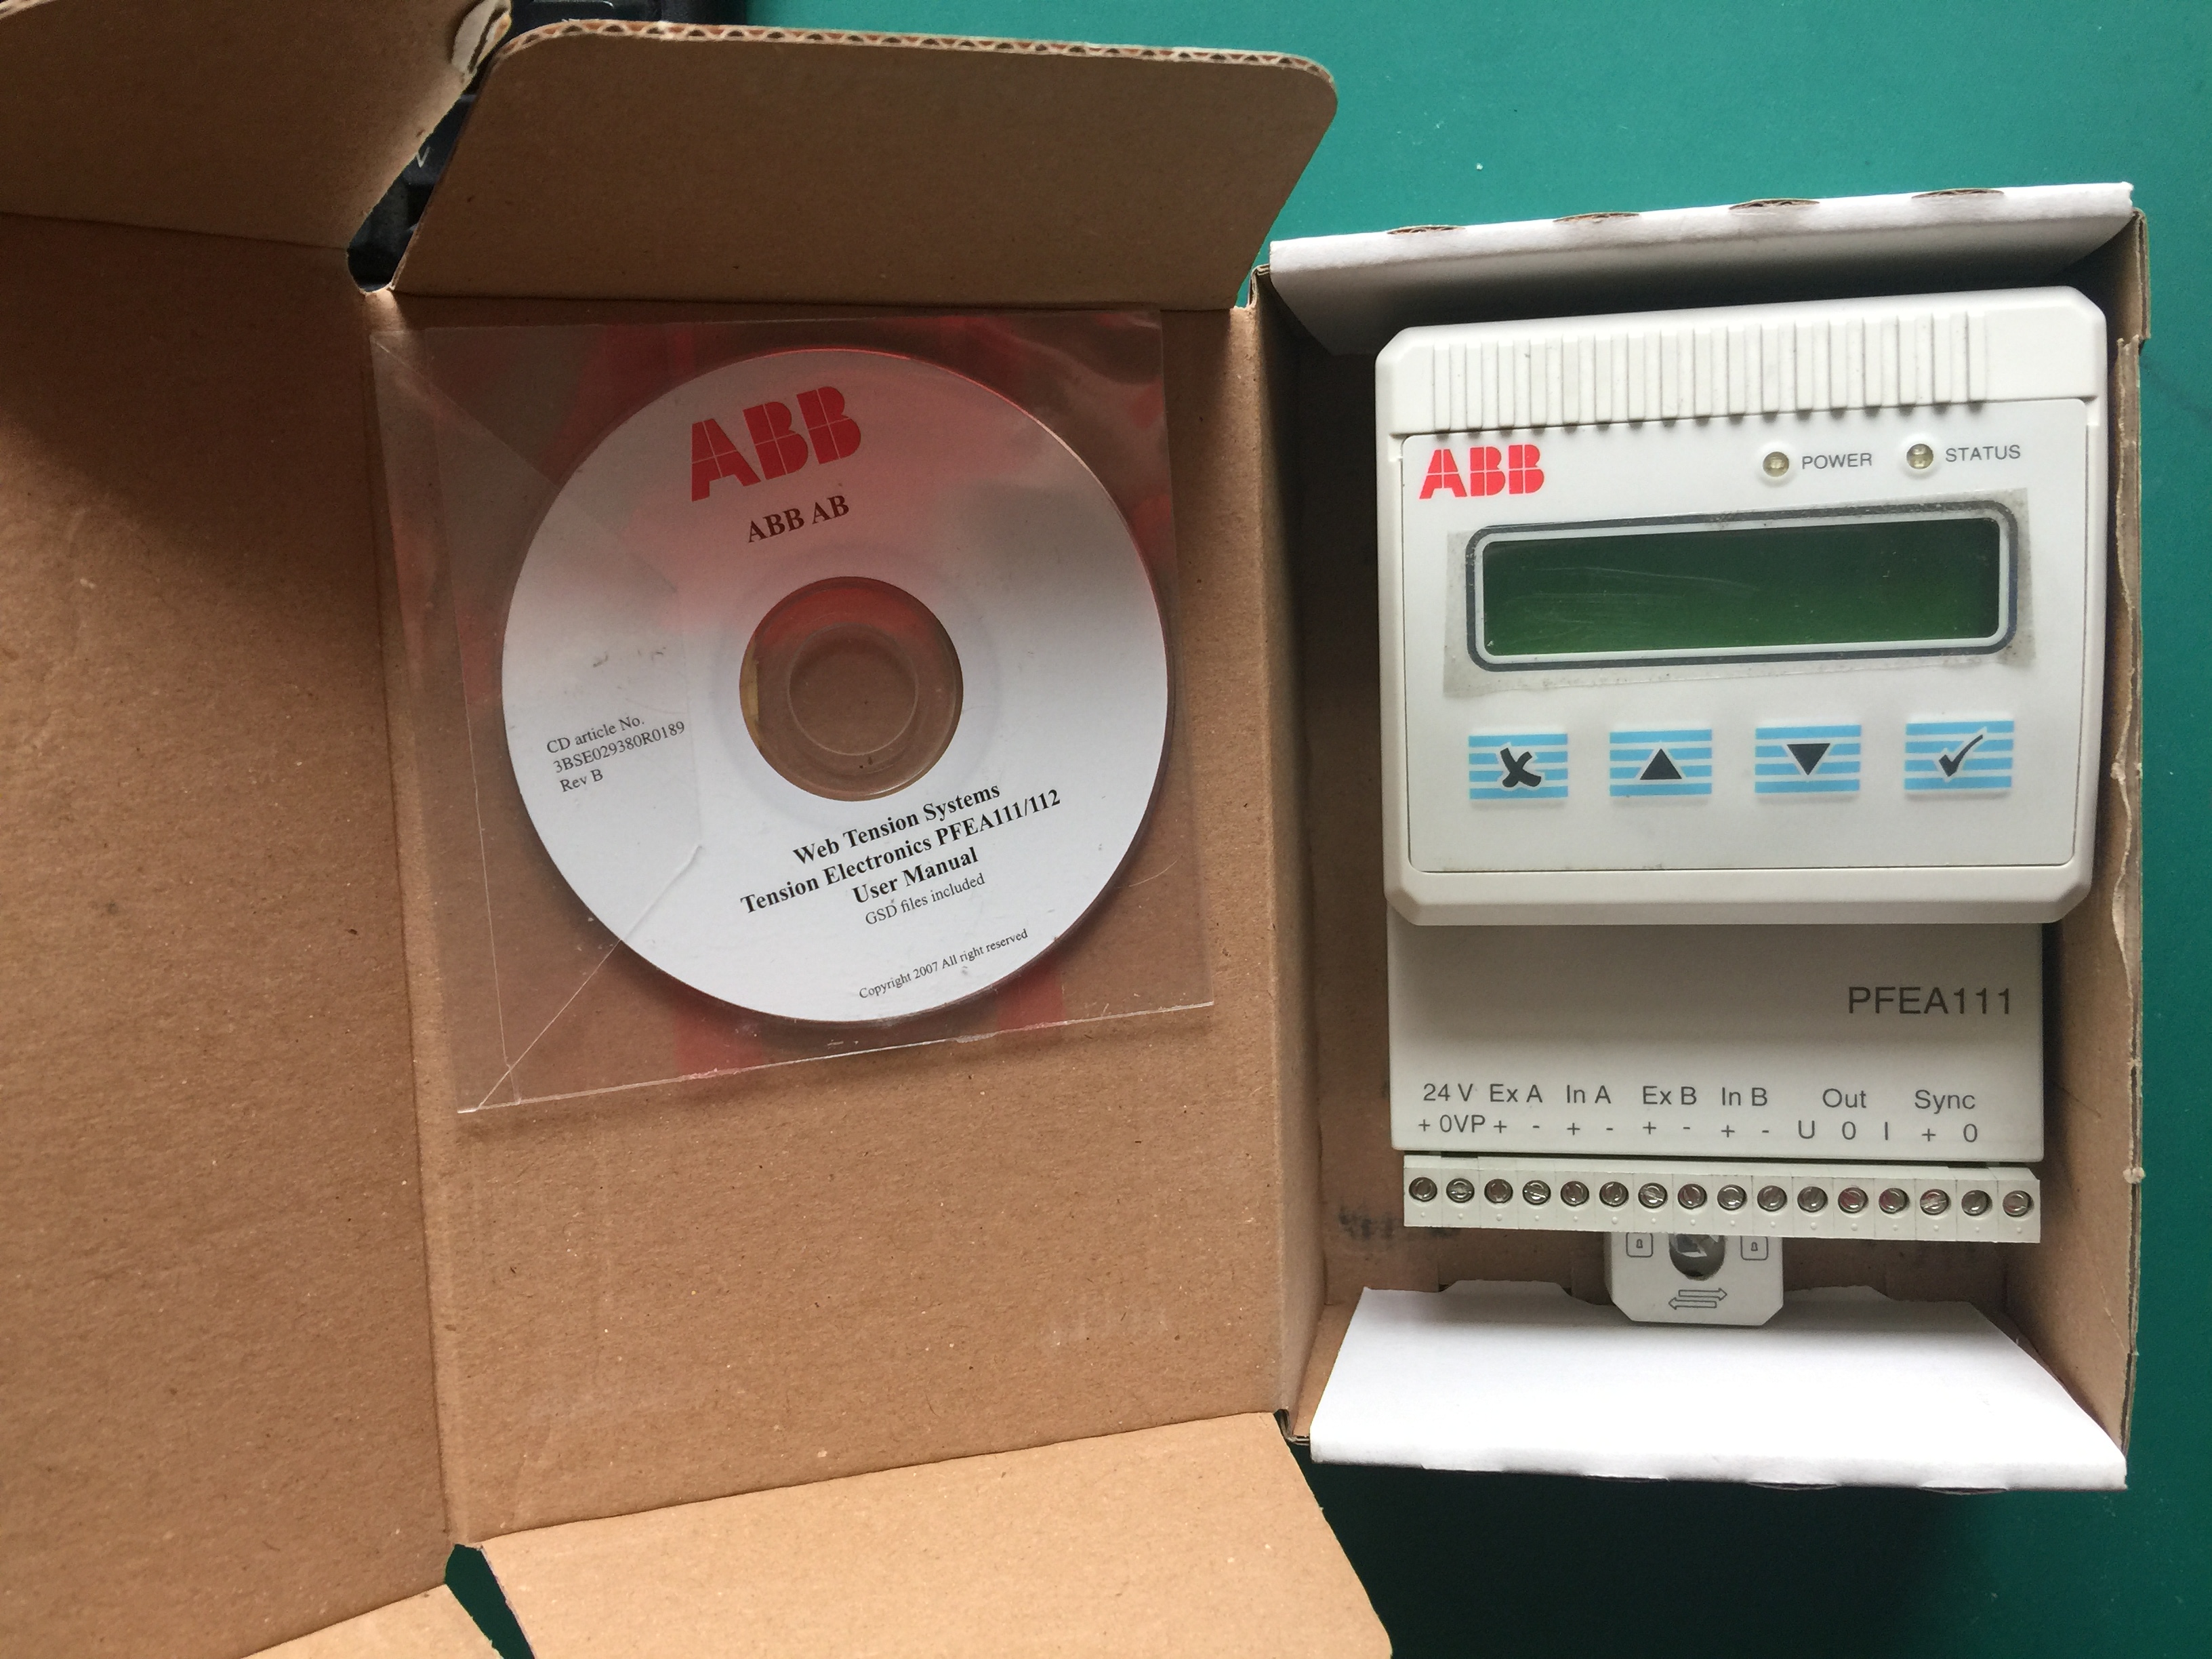 ABB
ABB AB
CD article No.
3BSE029380R0189
Rev B
Web Tension Systems
Tension Electronics PFEA111/112
User Manual
GSD files included
Copyright 2007 All right reserved
ABB
POWER
STATUS
PFEA111
24 V Ex A In A Ex B In B Out Sync
+ 0VP + - + - + - + - U 0 I + 0